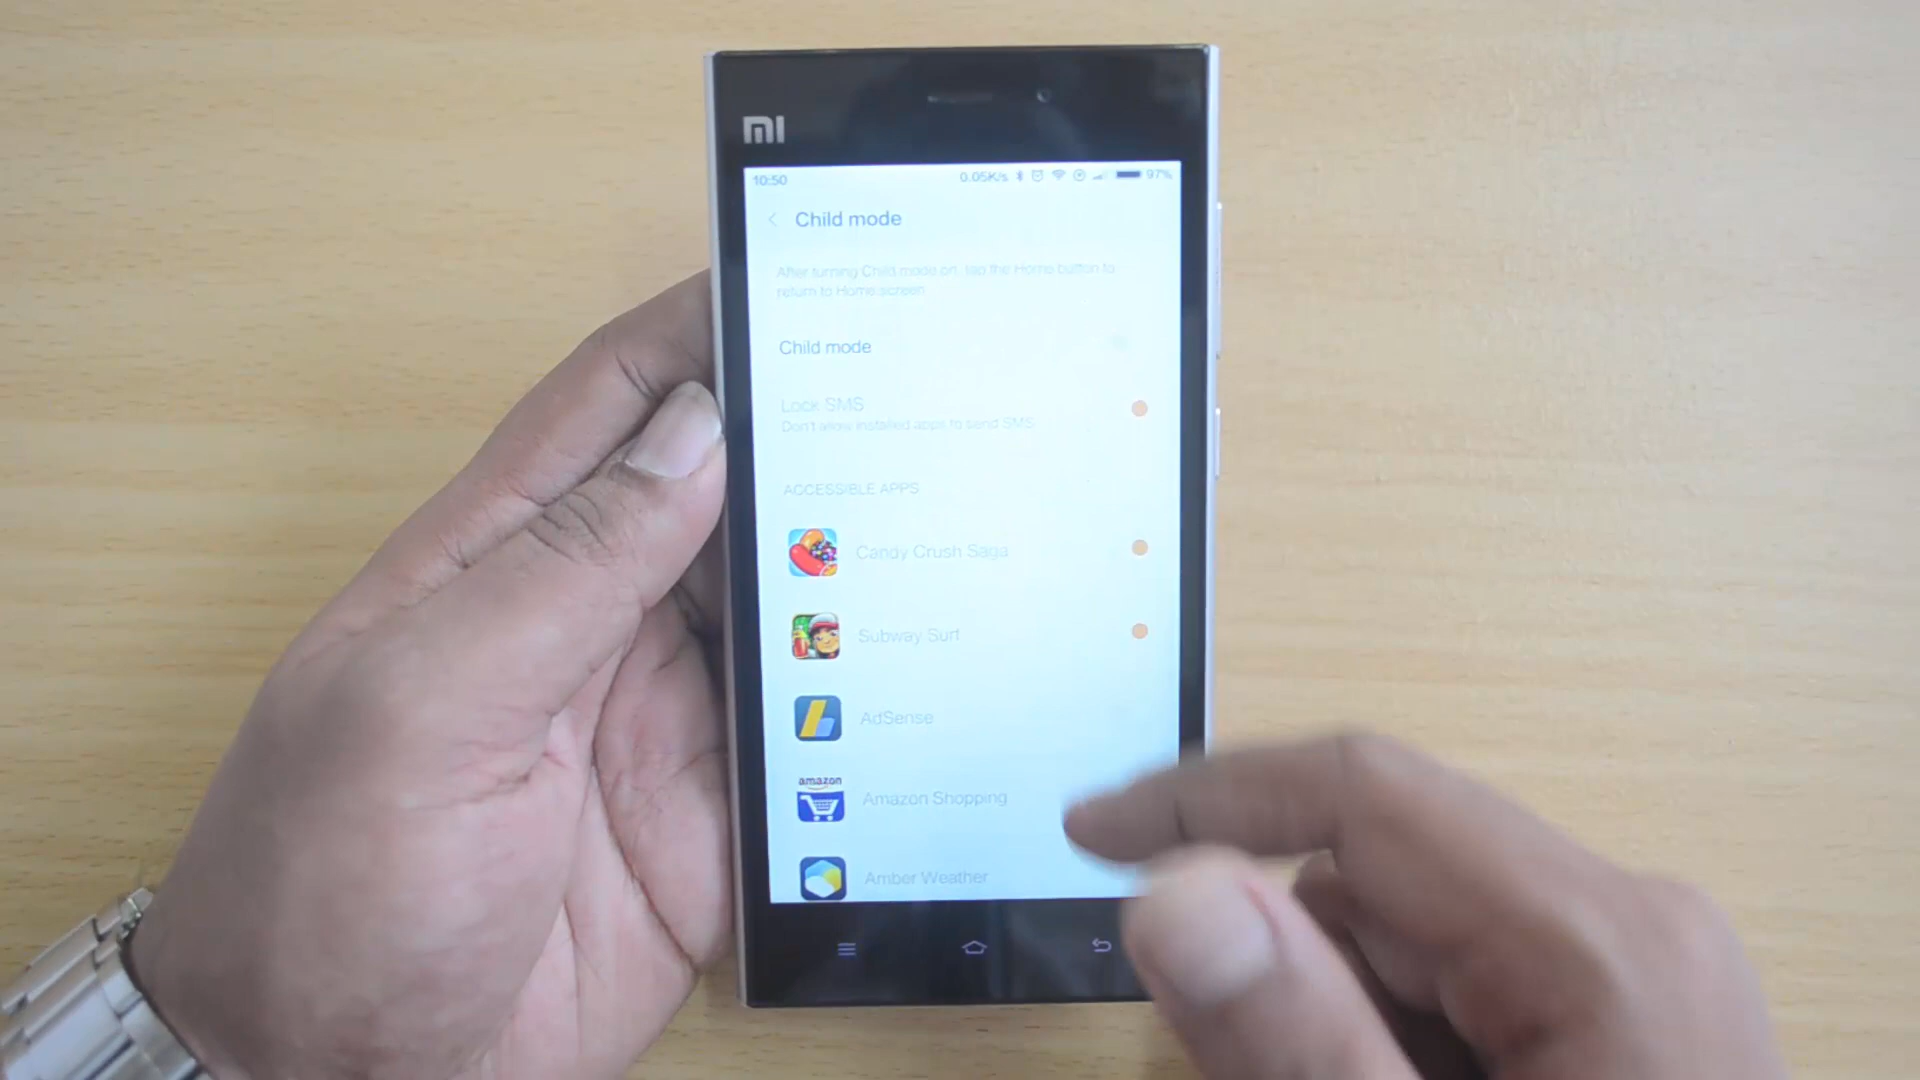 mi
10:50 0.05K/s 97%
Child mode
After turning Child mode on, tap the Home button to
return to Home screen
Child mode
Lock SMS
Don't allow installed apps to send SMS
ACCESSIBLE APPS
Candy Crush Saga
Subway Surf
AdSense
amazon
Amazon Shopping
Amber Weather